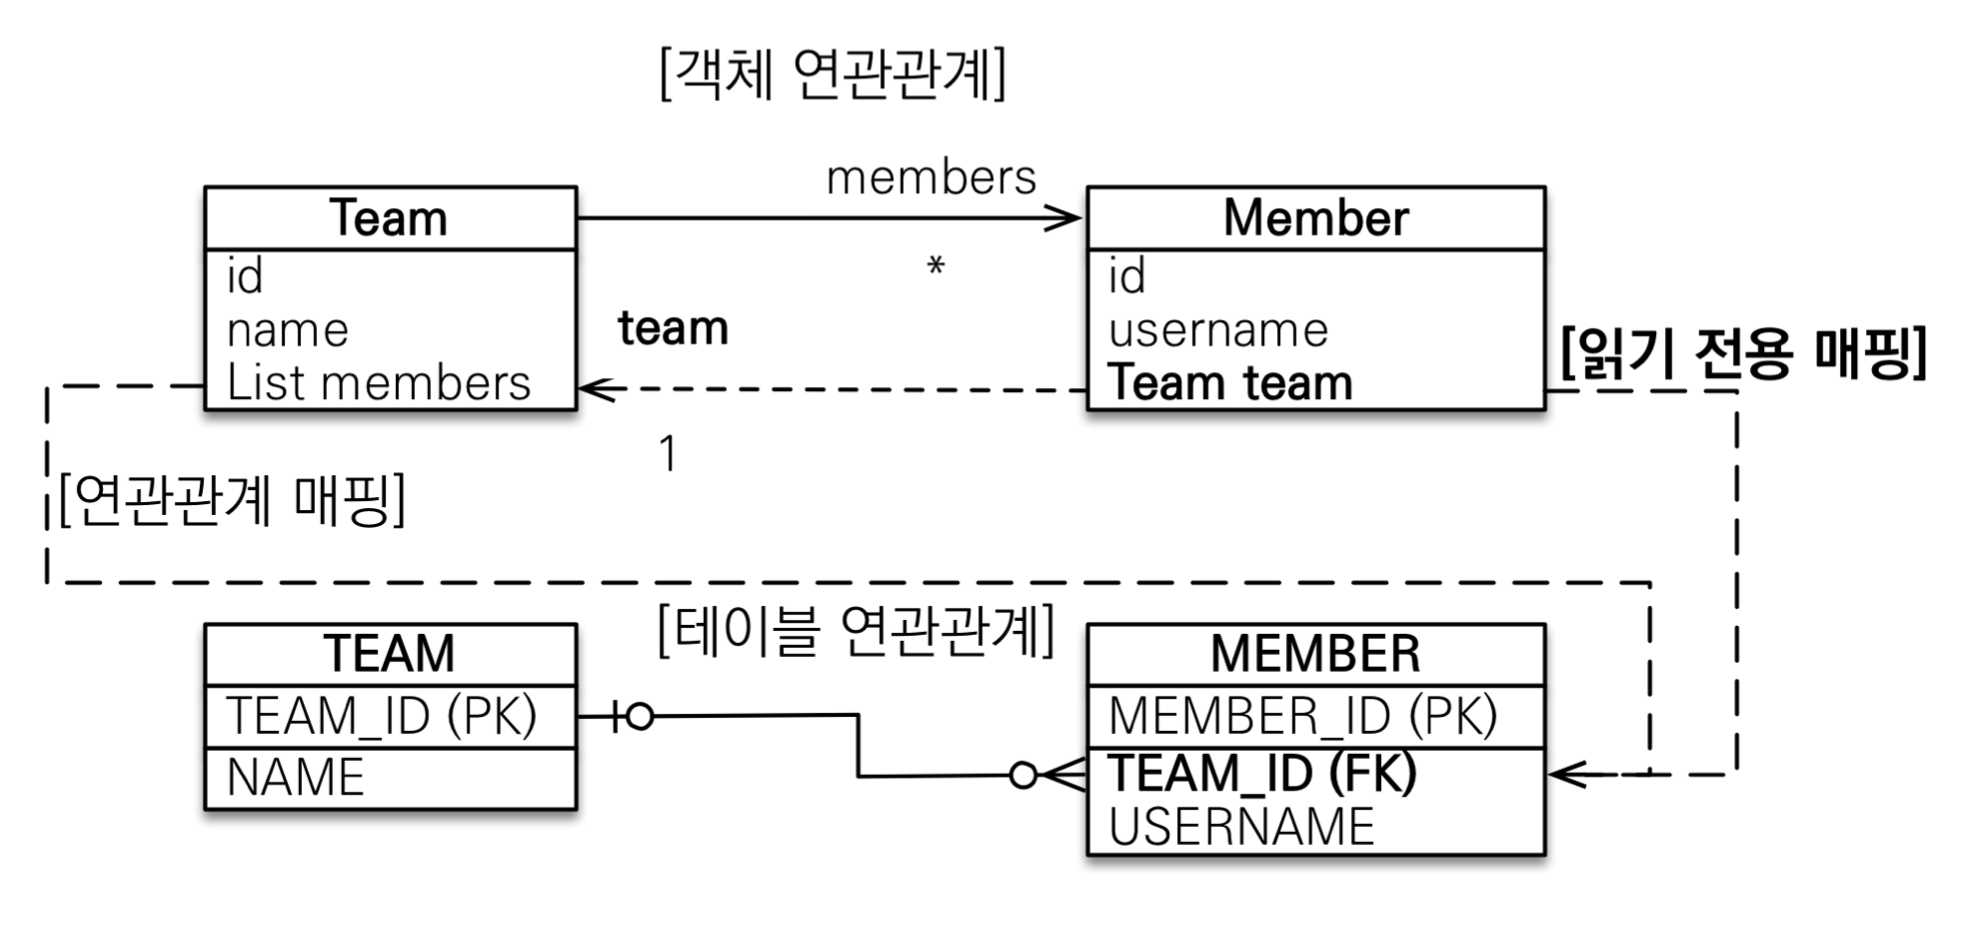 [객체 연관관계]
members
Team
id
name
List members
*
team
1
Member
id
username
Team team
[읽기 전용 매핑]
[연관관계 매핑]
[테이블 연관관계]
TEAM
TEAM_ID (PK)
NAME
MEMBER
MEMBER_ID (PK)
TEAM_ID (FK)
USERNAME